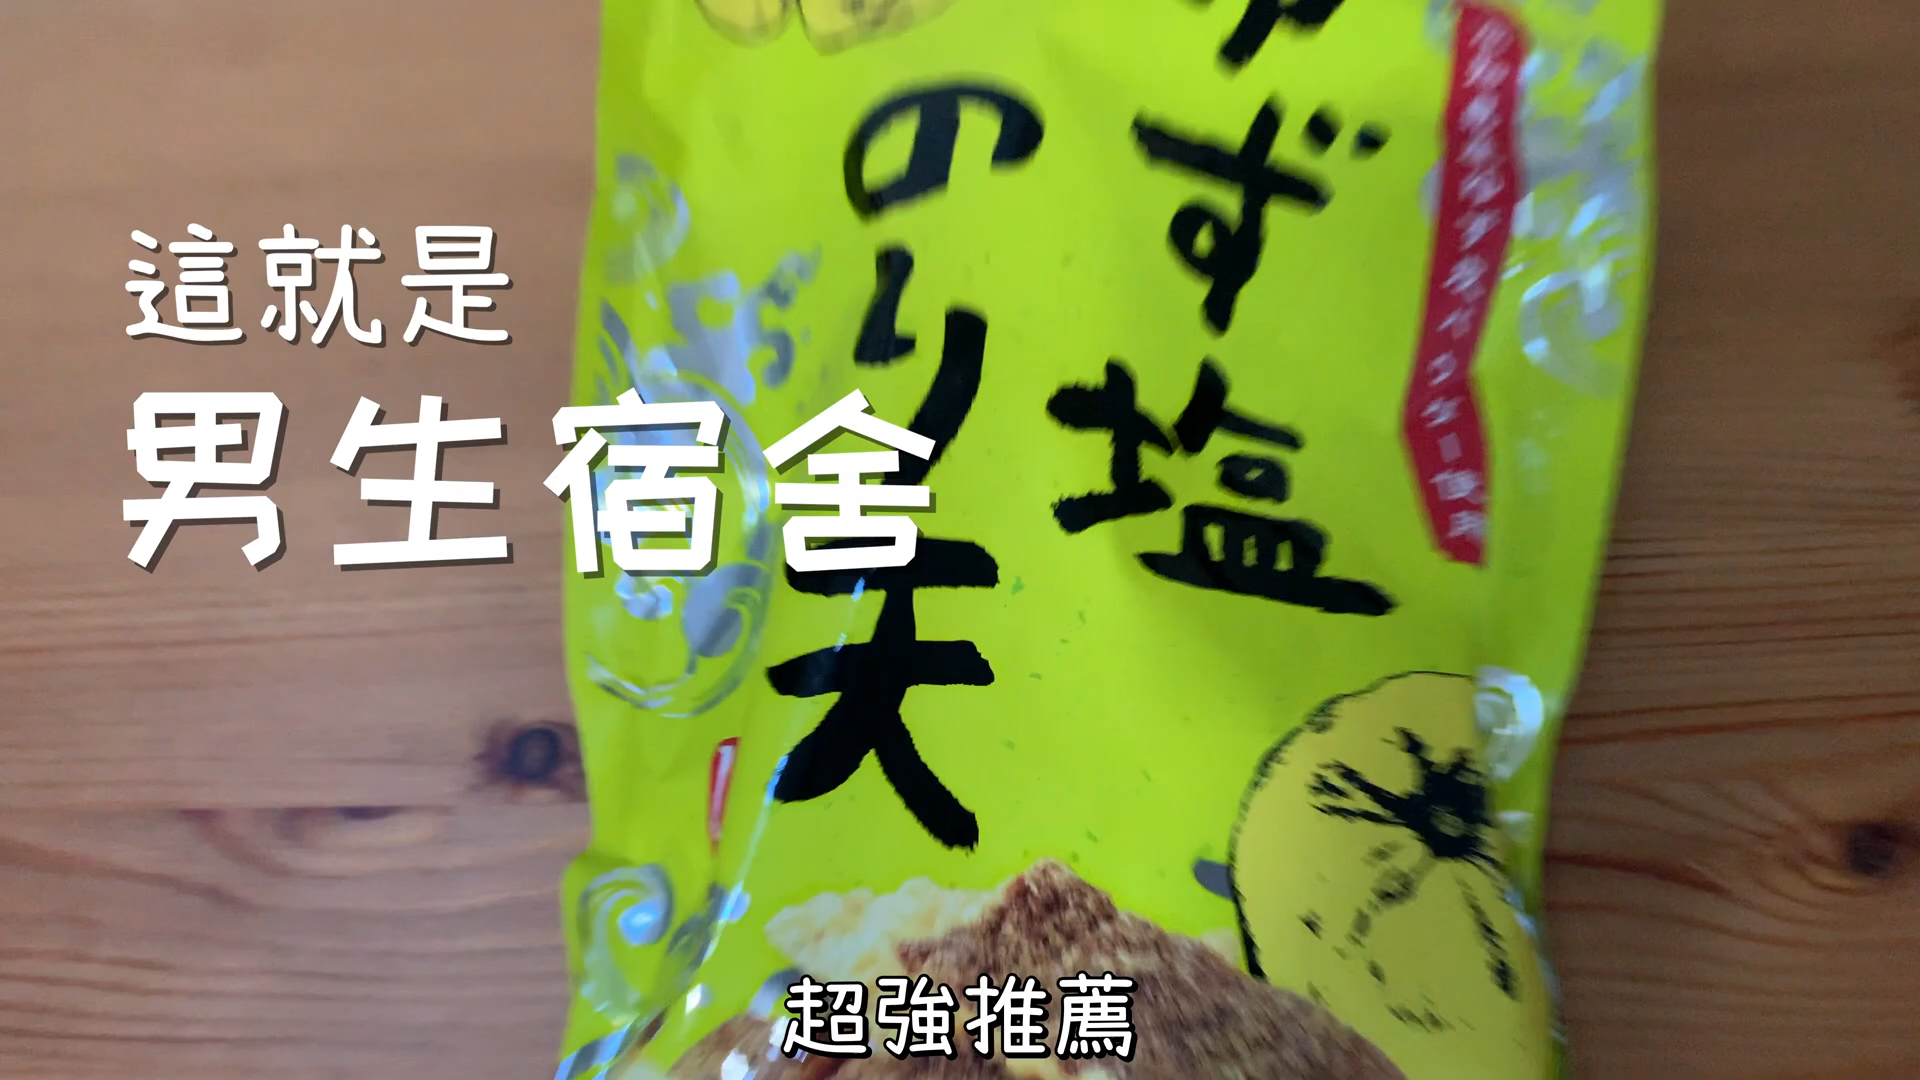 這就是
男生宿舍
ゆず塩
のり天
超強推薦